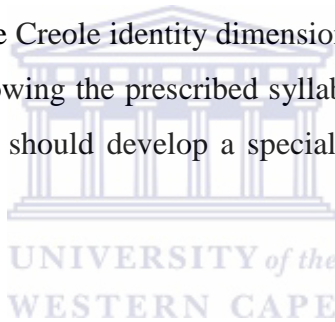 e Creole identity dimension
owing the prescribed syllab
should develop a special
UNIVERSITY of the
WESTERN CAPE